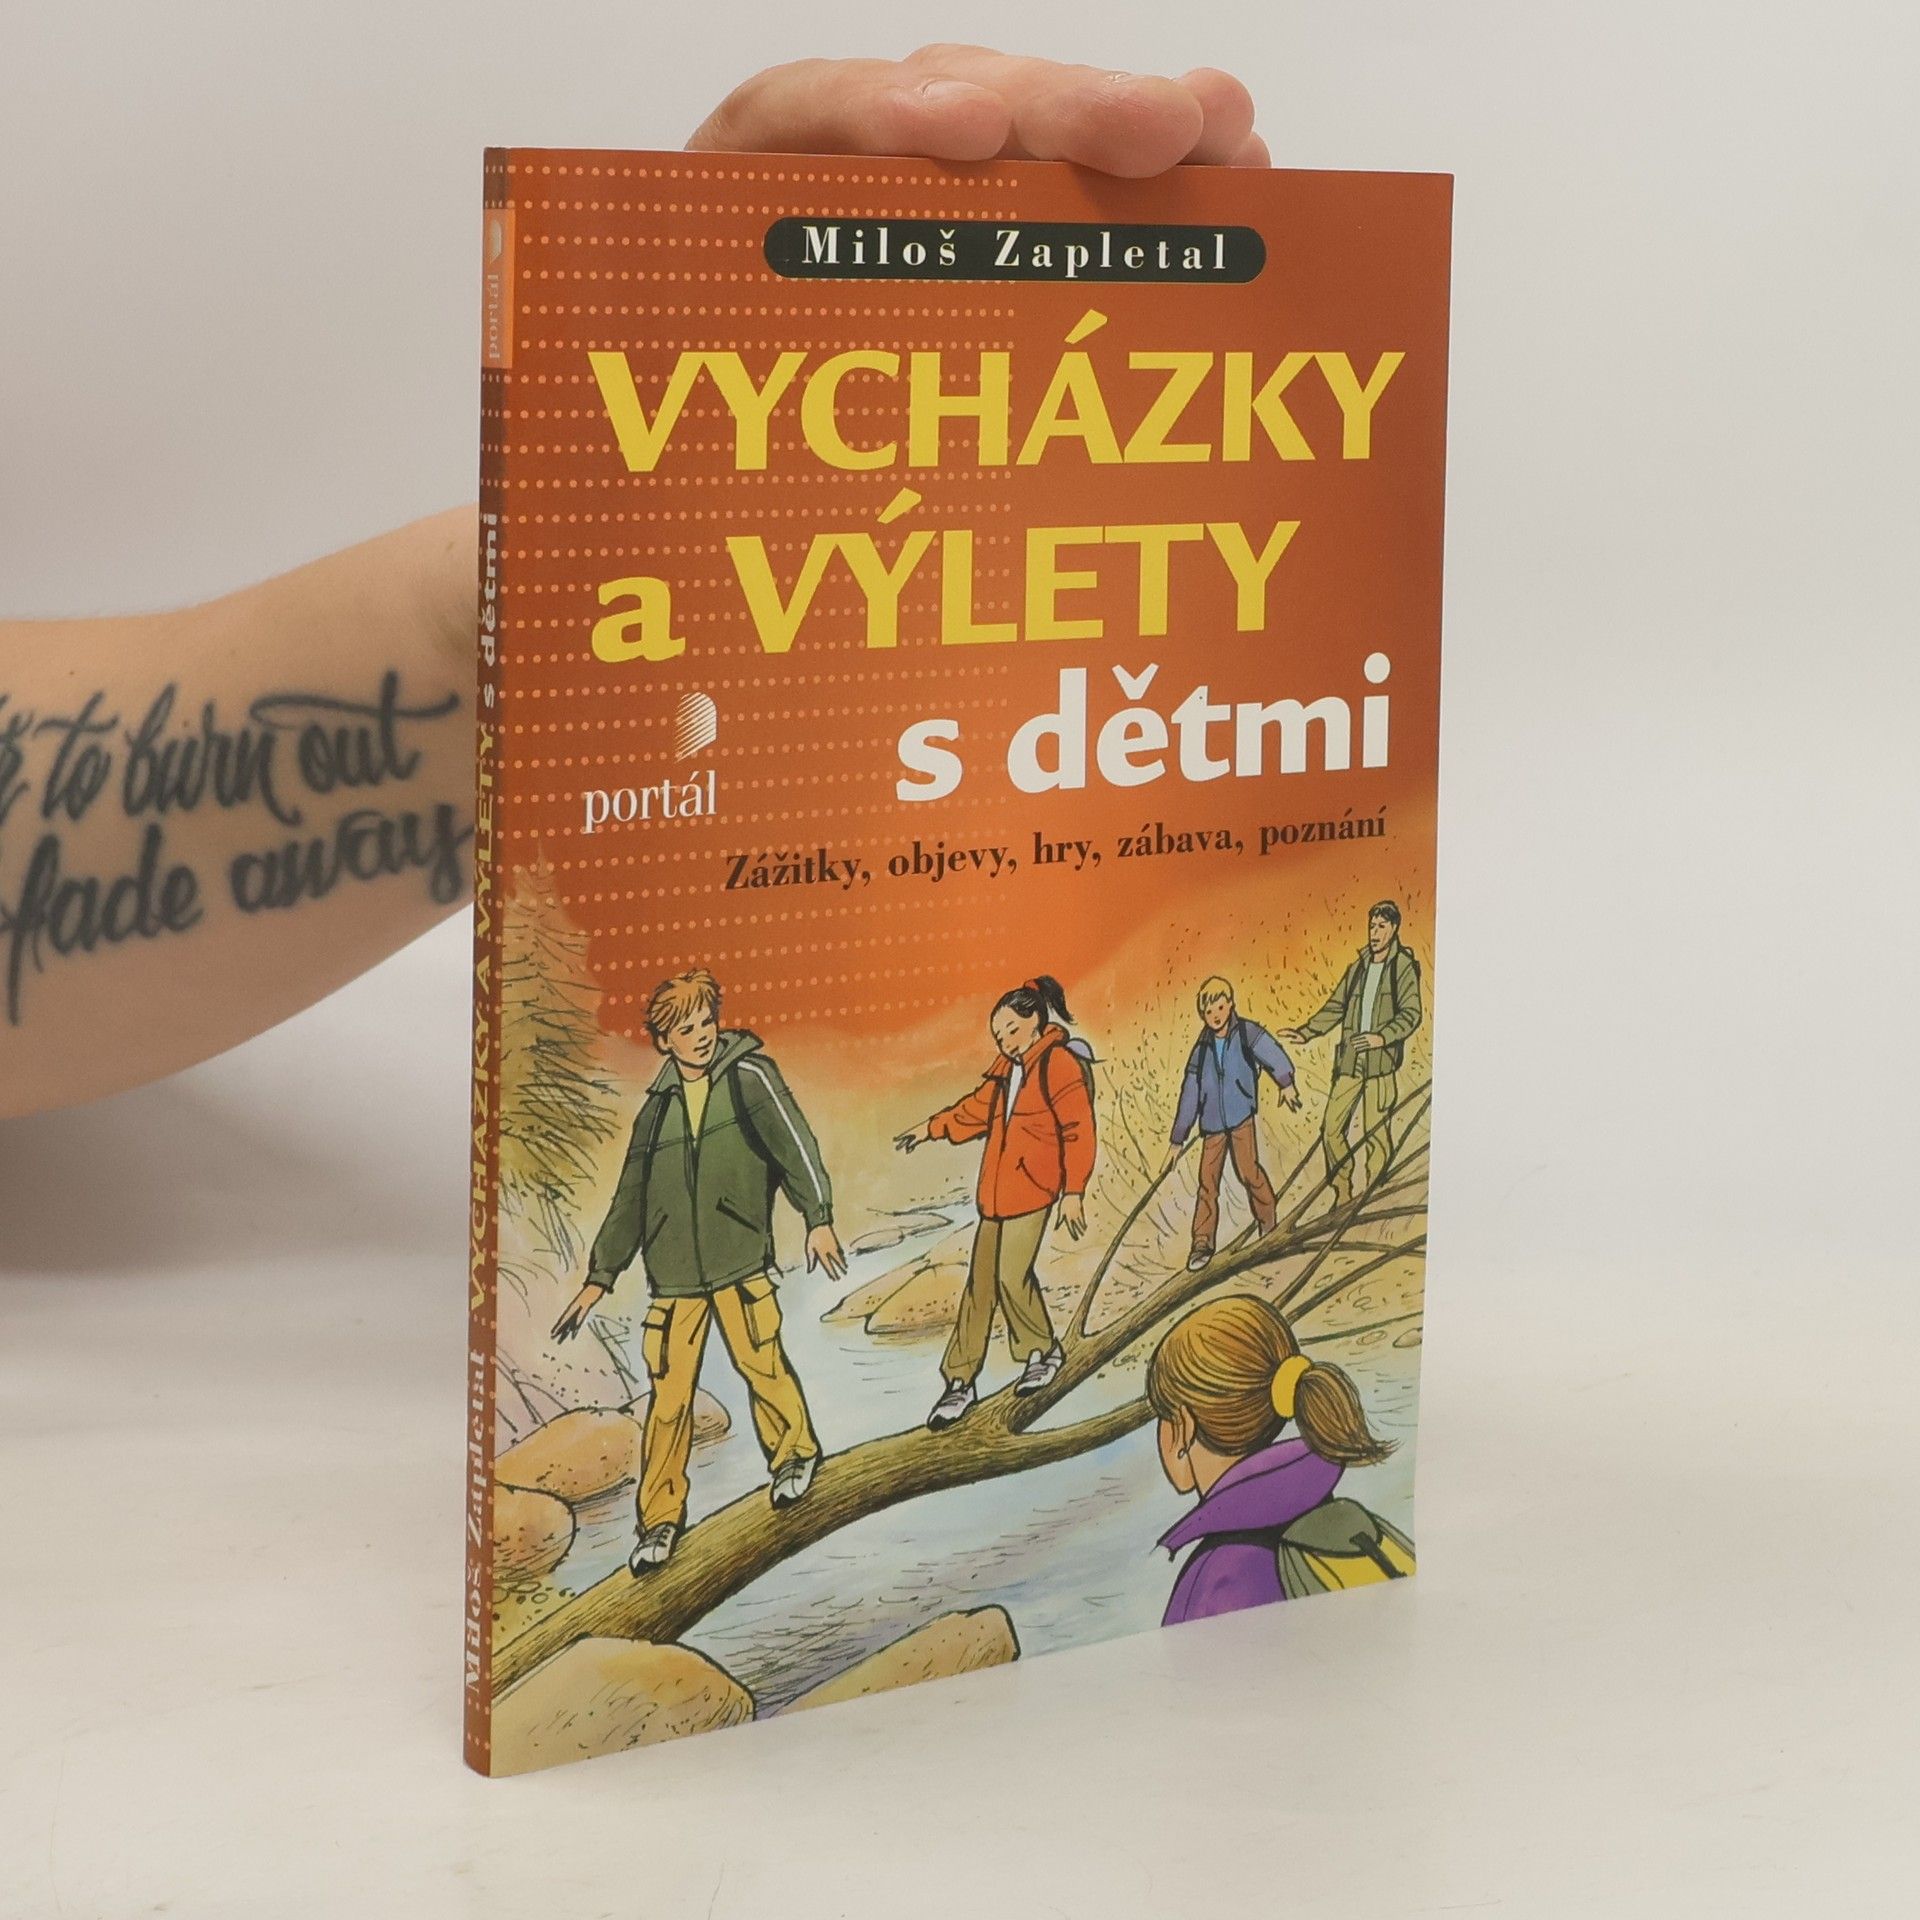 Miloš Zapletal
VYCHÁZKY
a VÝLETY
s dětmi
portál
Zážitky, objevy, hry, zábava, poznání
portál
Miloš Zapletal VYCHÁZKY A VÝLETY s dětmi
to burn out
fade away